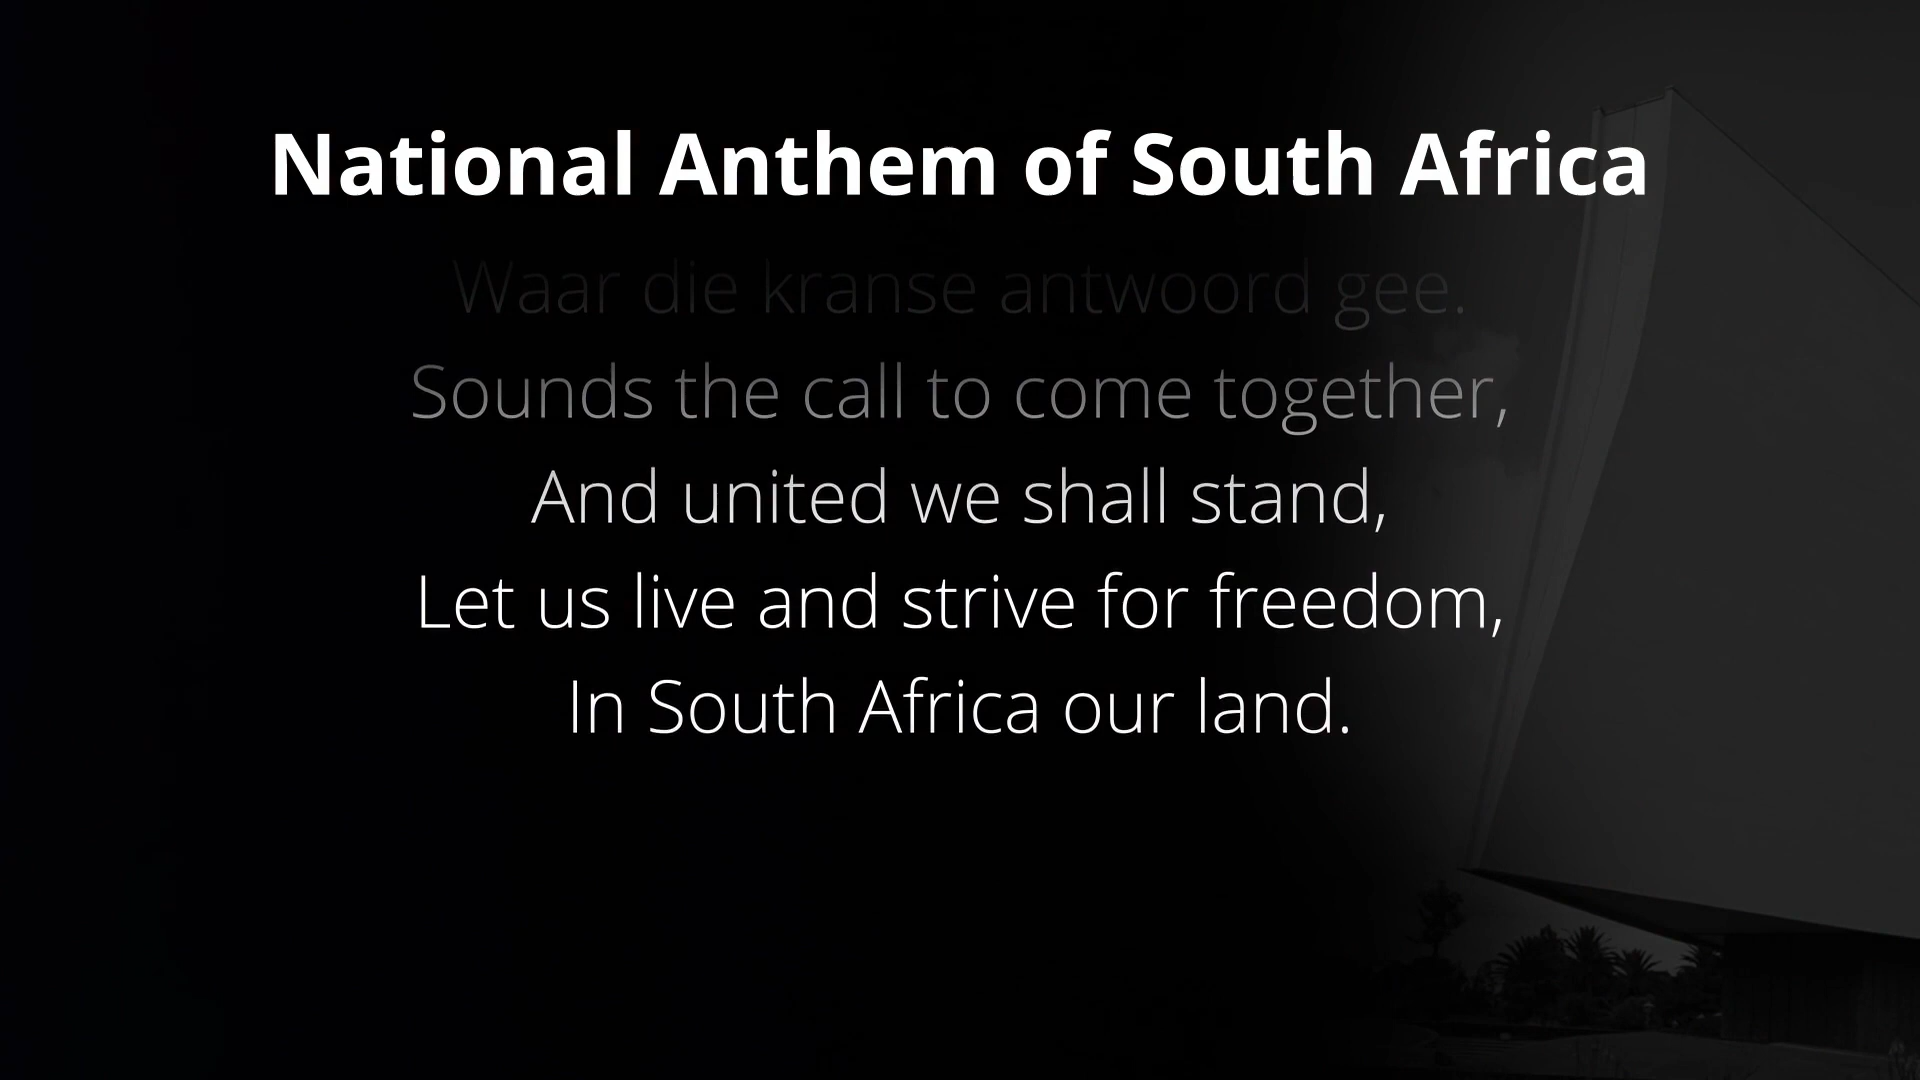 National Anthem of South Africa
Waar die kranse antwoord gee.
Sounds the call to come together,
And united we shall stand,
Let us live and strive for freedom,
In South Africa our land.